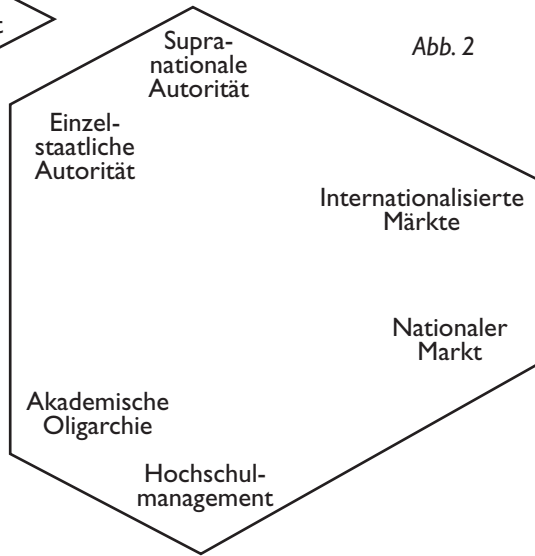 Abb. 2
Supra-
nationale
Autorität
Einzel-
staatliche
Autorität
Internationalisierte
Märkte
Nationaler
Markt
Akademische
Oligarchie
Hochschul-
management